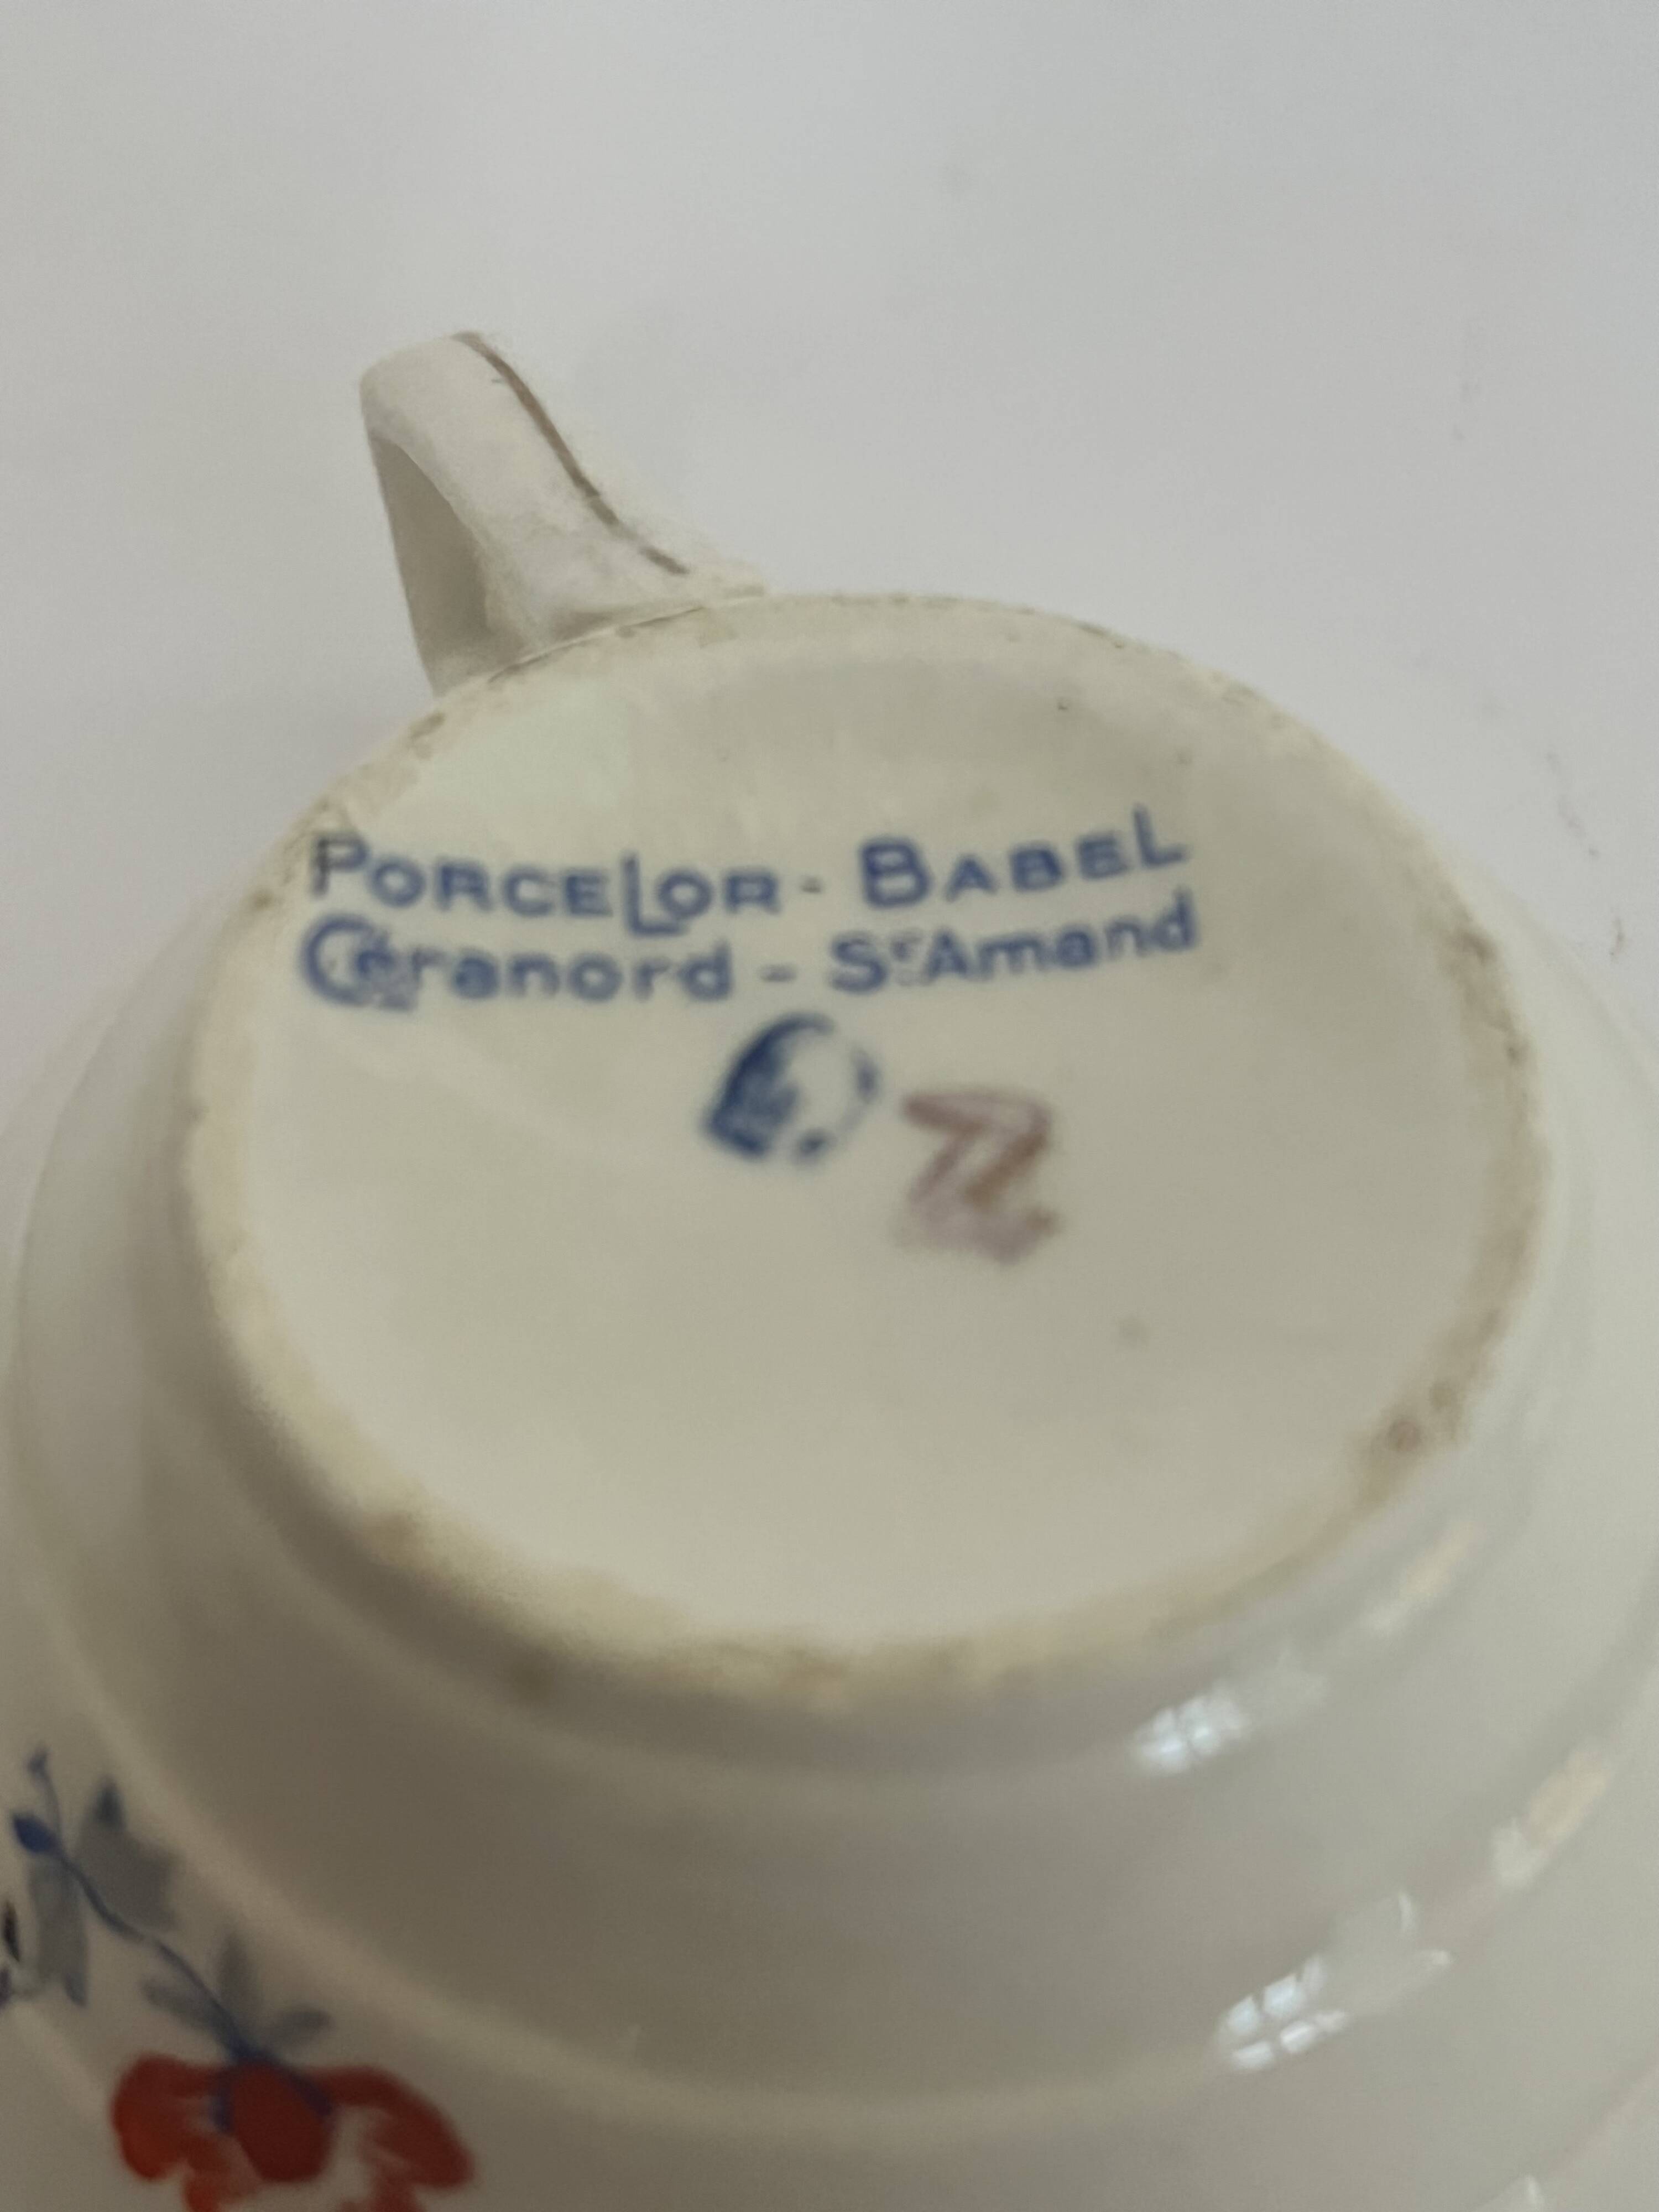 PORCELOR - BABEL
Céranord - St Amand